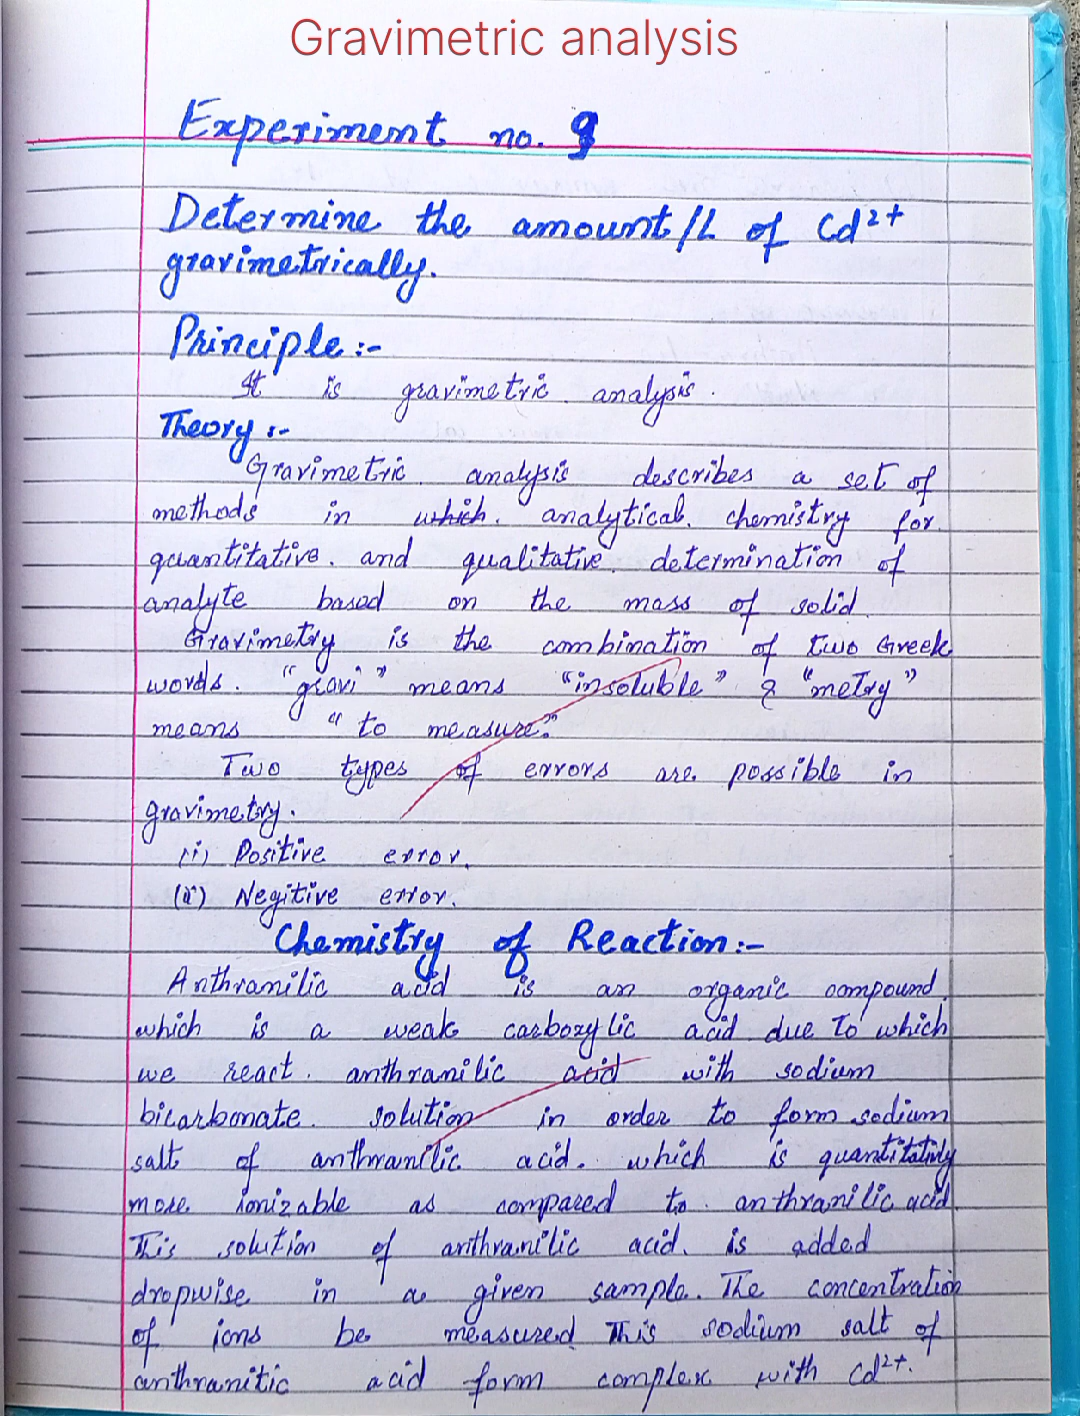 Gravimetric analysis
Experiment no. 9
Determine the amount/L of Cd²⁺
gravimetrically.
Principle :-
It is gravimetric analysis.
Theory :-
Gravimetric analysis describes a set of
methods in which analytical chemistry for
quantitative and qualitative determination of
analyte based on the mass of solid
Gravimetry is the combination of two Greek
words. "gravi" means "insoluble" & "metry"
means "to measure."
Two types of errors are possible in
gravimetry.
(i) Positive error.
(ii) Negitive error.
Chemistry of Reaction:-
Anthranilic acid is an organic compound
which is a weak carboxylic acid due to which
we react anthranilic acid with sodium
bicarbonate solution in order to form sodium
salt of anthranilic acid. which is quantitatily
more ionizable as compared to anthranilic acid.
This solution of anthranilic acid is added
dropwise in a given sample. The concentration
of ions be measured This sodium salt of
anthranitic acid form complex with Cd²⁺.